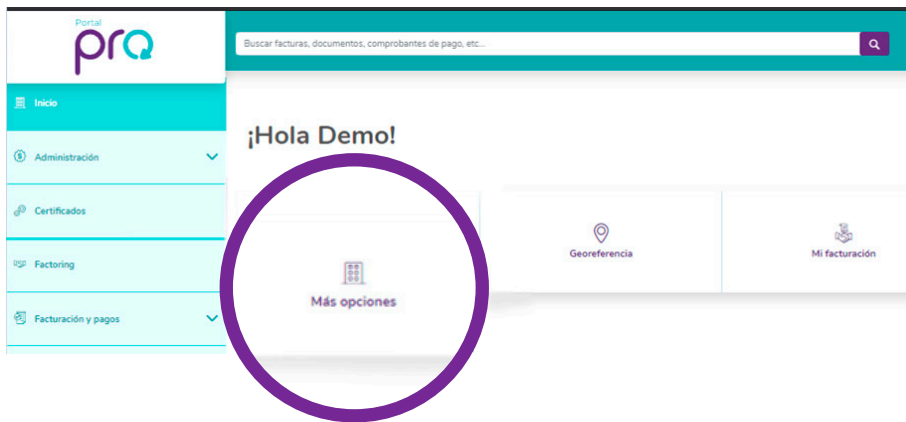 Portal
pro
Buscar facturas, documentos, comprobantes de pago, etc...
Inicio
¡Hola Demo!
Administración
Certificados
Factoring
Facturación y pagos
Más opciones
Georeferencia
Mi facturación